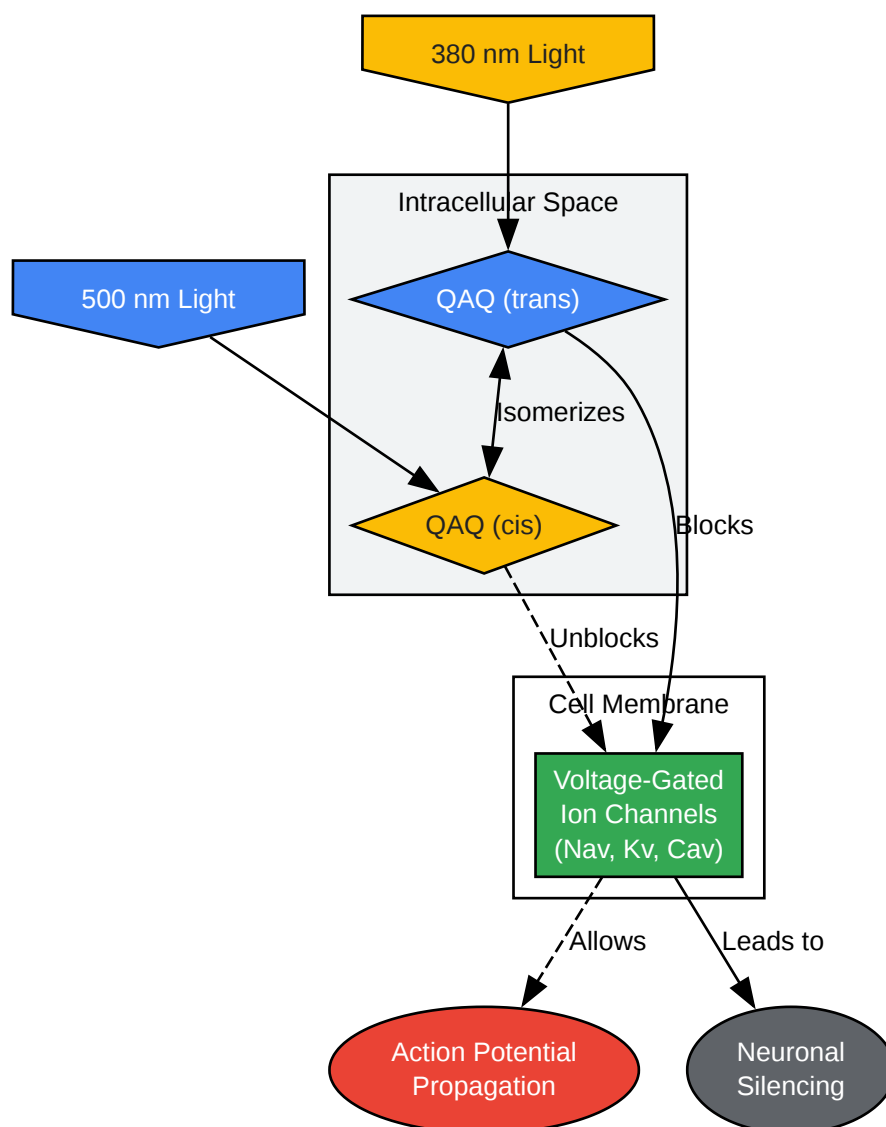 380 nm Light
Intracellular Space
500 nm Light
QAQ (trans)
Isomerizes
QAQ (cis)
Blocks
Unblocks
Cell Membrane
Voltage-Gated
Ion Channels
(Nav, Kv, Cav)
Allows
Leads to
Action Potential
Propagation
Neuronal
Silencing